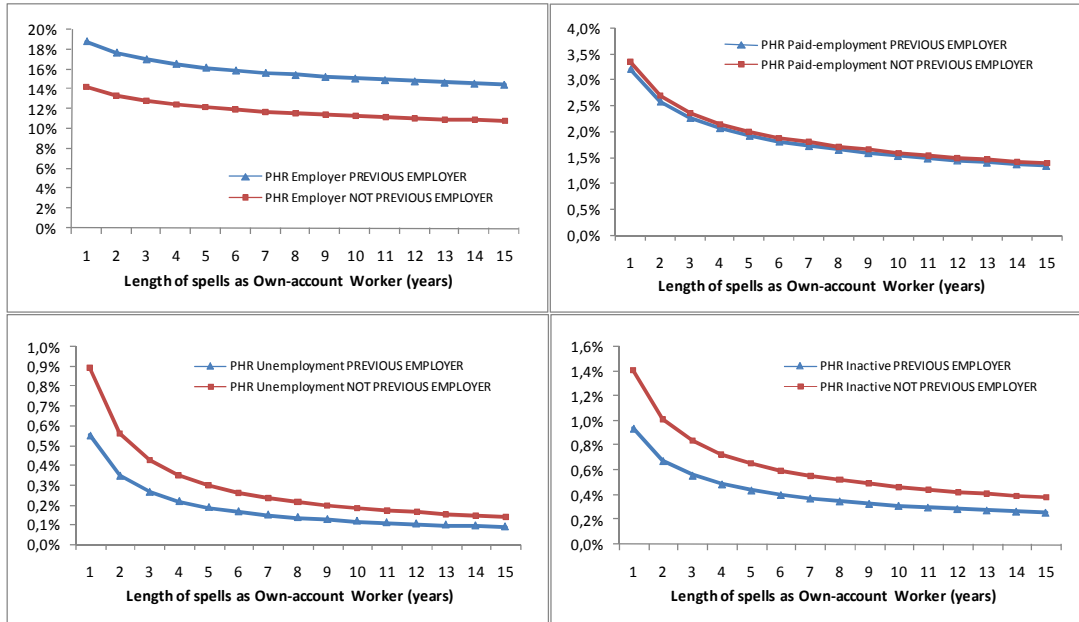 20%
18%
16%
14%
12%
10%
8%
6%
4%
2%
0%
PHR Employer PREVIOUS EMPLOYER
PHR Employer NOT PREVIOUS EMPLOYER
1 2 3 4 5 6 7 8 9 10 11 12 13 14 15
Length of spells as Own-account Worker (years)
4,0%
3,5%
3,0%
2,5%
2,0%
1,5%
1,0%
0,5%
0,0%
PHR Paid-employment PREVIOUS EMPLOYER
PHR Paid-employment NOT PREVIOUS EMPLOYER
1 2 3 4 5 6 7 8 9 10 11 12 13 14 15
Length of spells as Own-account Worker (years)
1,0%
0,9%
0,8%
0,7%
0,6%
0,5%
0,4%
0,3%
0,2%
0,1%
0,0%
PHR Unemployment PREVIOUS EMPLOYER
PHR Unemployment NOT PREVIOUS EMPLOYER
1 2 3 4 5 6 7 8 9 10 11 12 13 14 15
Length of spells as Own-account Worker (years)
1,6%
1,4%
1,2%
1,0%
0,8%
0,6%
0,4%
0,2%
0,0%
PHR Inactive PREVIOUS EMPLOYER
PHR Inactive NOT PREVIOUS EMPLOYER
1 2 3 4 5 6 7 8 9 10 11 12 13 14 15
Length of spells as Own-account Worker (years)